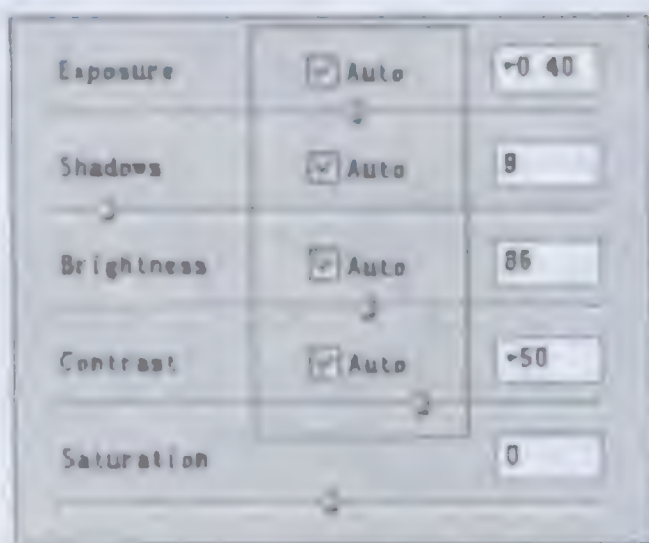 Exposure Auto +0.40
Shadows Auto 9
Brightness Auto 86
Contrast Auto +50
Saturation 0